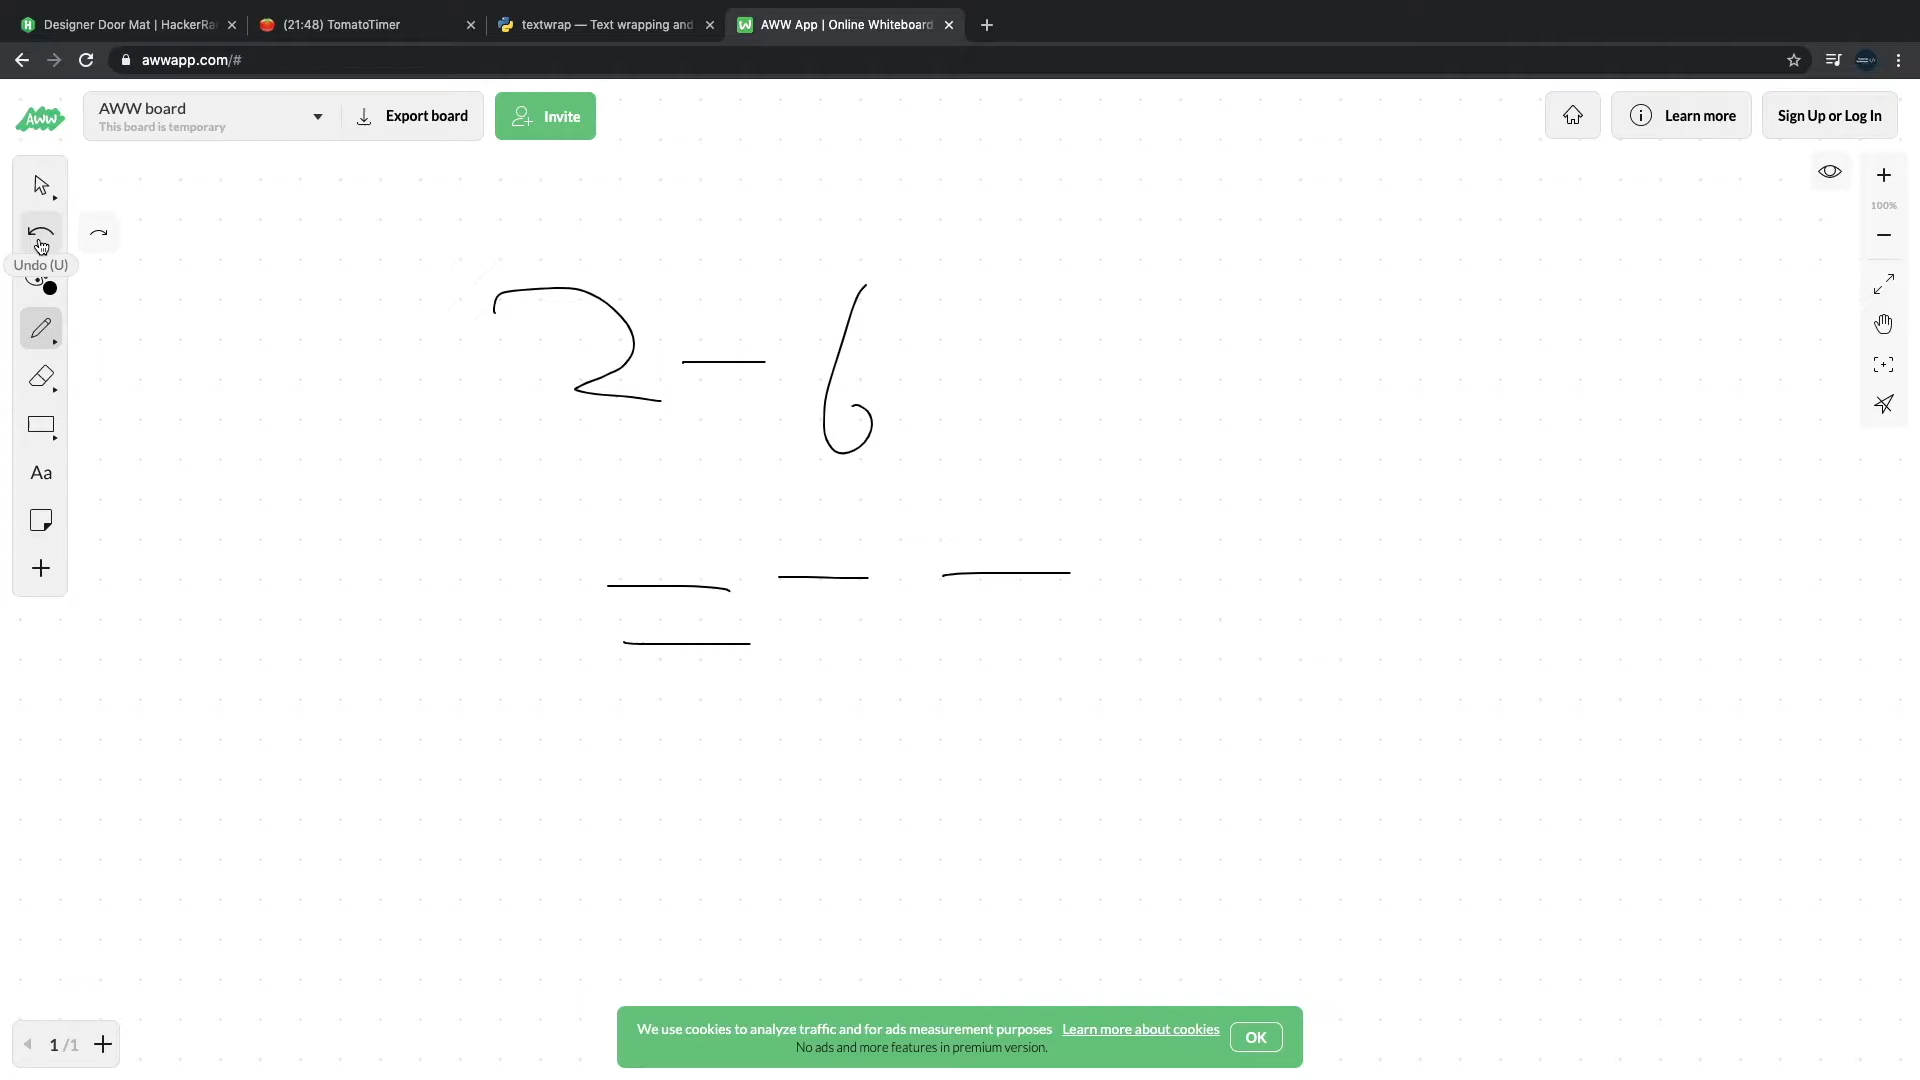 Designer Door Mat | HackerRa
(21:48) TomatoTimer
textwrap — Text wrapping and
AWW App | Online Whiteboard
awwapp.com/#
AWW
AWW board
This board is temporary
Export board
Invite
Learn more
Sign Up or Log In
Undo (U)
100%
2 - 6
Aa
1 /1
We use cookies to analyze traffic and for ads measurement purposes Learn more about cookies
No ads and more features in premium version.
OK